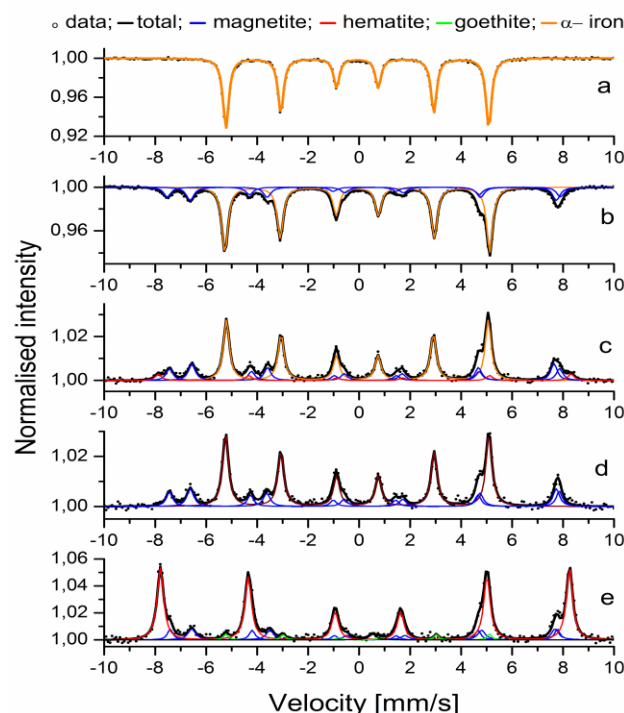 ° data; — total; — magnetite; — hematite; — goethite; — α– iron
1,00
0,96
0,92
a
-10 -8 -6 -4 -2 0 2 4 6 8 10
1,00
0,96
b
-10 -8 -6 -4 -2 0 2 4 6 8 10
1,02
1,00
c
-10 -8 -6 -4 -2 0 2 4 6 8 10
1,02
1,00
d
-10 -8 -6 -4 -2 0 2 4 6 8 10
1,06
1,04
1,02
1,00
e
-10 -8 -6 -4 -2 0 2 4 6 8 10
Normalised intensity
Velocity [mm/s]